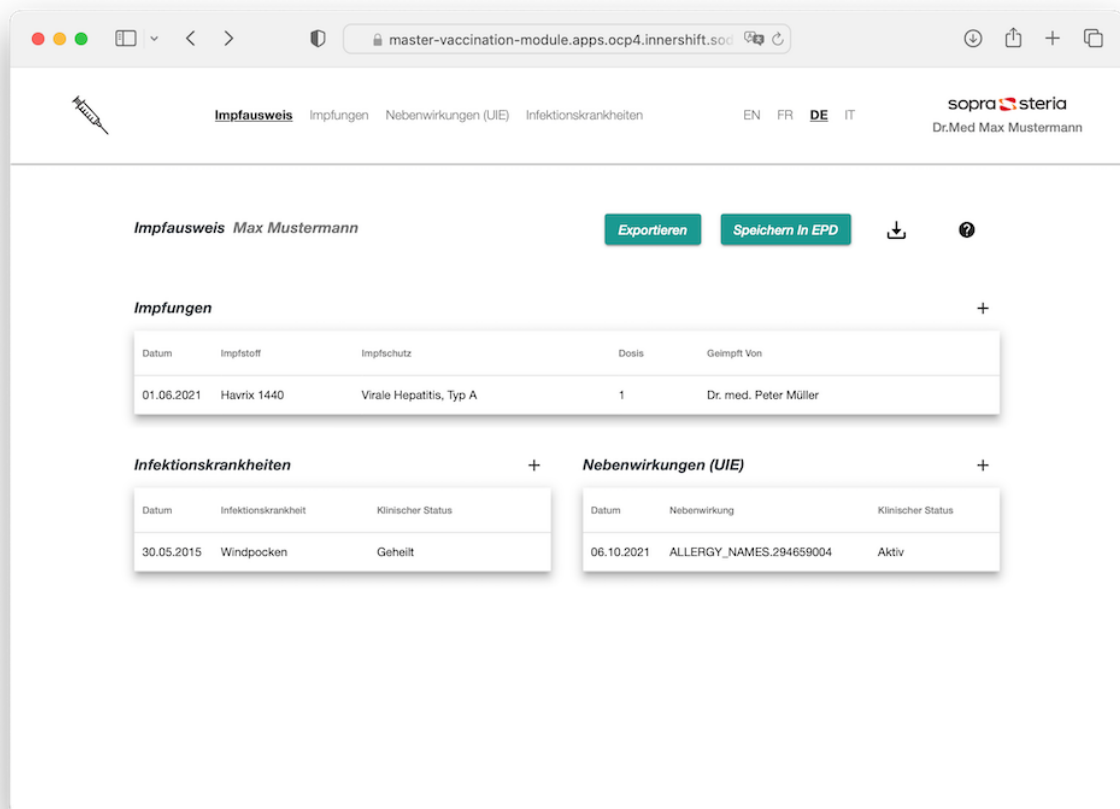 master-vaccination-module.apps.ocp4.innershift.sod
Impfausweis Impfungen Nebenwirkungen (UIE) Infektionskrankheiten EN FR DE IT
sopra steria
Dr.Med Max Mustermann
Impfausweis Max Mustermann Exportieren Speichern In EPD
Impfungen
Datum Impfstoff Impfschutz Dosis Geimpft Von
01.06.2021 Havrix 1440 Virale Hepatitis, Typ A 1 Dr. med. Peter Müller
Infektionskrankheiten
Datum Infektionskrankheit Klinischer Status
30.05.2015 Windpocken Geheilt
Nebenwirkungen (UIE)
Datum Nebenwirkung Klinischer Status
06.10.2021 ALLERGY_NAMES.294659004 Aktiv